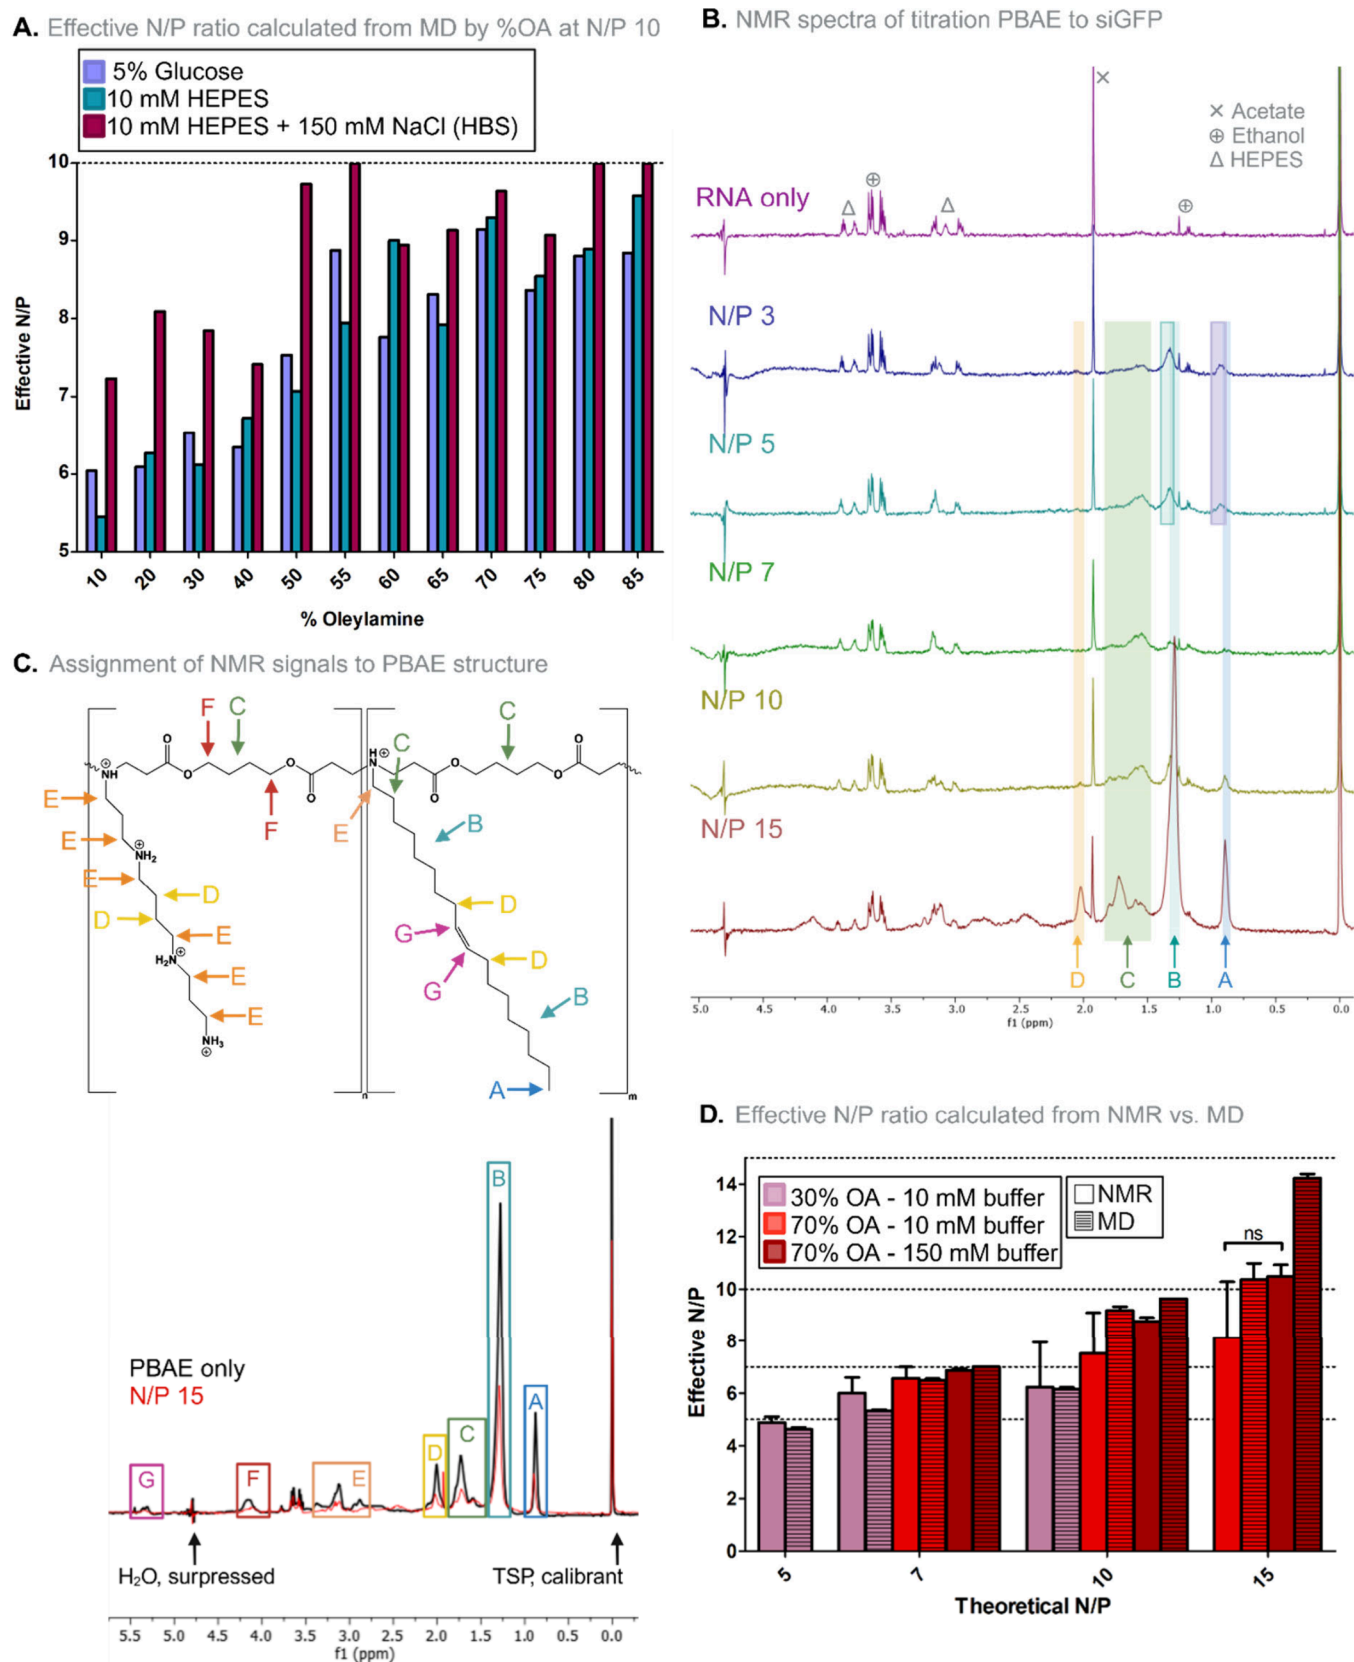 A. Effective N/P ratio calculated from MD by %OA at N/P 10
5% Glucose
10 mM HEPES
10 mM HEPES + 150 mM NaCl (HBS)
Effective N/P
10
9
8
7
6
5
10 20 30 40 50 55 60 65 70 75 80 85
% Oleylamine
B. NMR spectra of titration PBAE to siGFP
× Acetate
⊕ Ethanol
Δ HEPES
×
Δ ⊕ Δ ⊕
RNA only
N/P 3
N/P 5
N/P 7
N/P 10
N/P 15
D C B A
5.0 4.5 4.0 3.5 3.0 2.5 2.0 1.5 1.0 0.5 0.0
f1 (ppm)
C. Assignment of NMR signals to PBAE structure
F C C
O O H⊕ C O O
⊕NH O O N O O
O O
E F E B
E ⊕NH2
E D D
D G
E D
H2N⊕ G
E B
E
NH3⊕
A
n m
PBAE only
N/P 15
G F E D C B A
H2O, surpressed
TSP, calibrant
5.5 5.0 4.5 4.0 3.5 3.0 2.5 2.0 1.5 1.0 0.5 0.0
f1 (ppm)
D. Effective N/P ratio calculated from NMR vs. MD
30% OA - 10 mM buffer
70% OA - 10 mM buffer
70% OA - 150 mM buffer
NMR
MD
ns
Effective N/P
14
12
10
8
6
4
2
0
5 7 10 15
Theoretical N/P